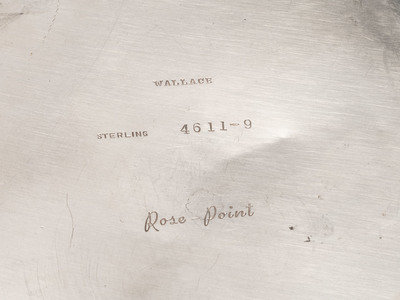 WALLACE
STERLING 4611-9
Rose Point